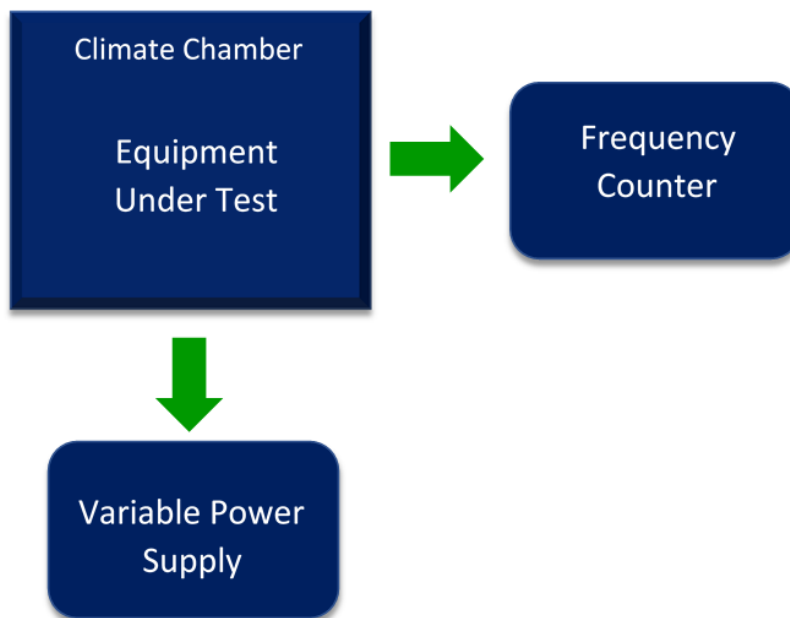 Climate Chamber
Equipment
Under Test
Frequency
Counter
Variable Power
Supply